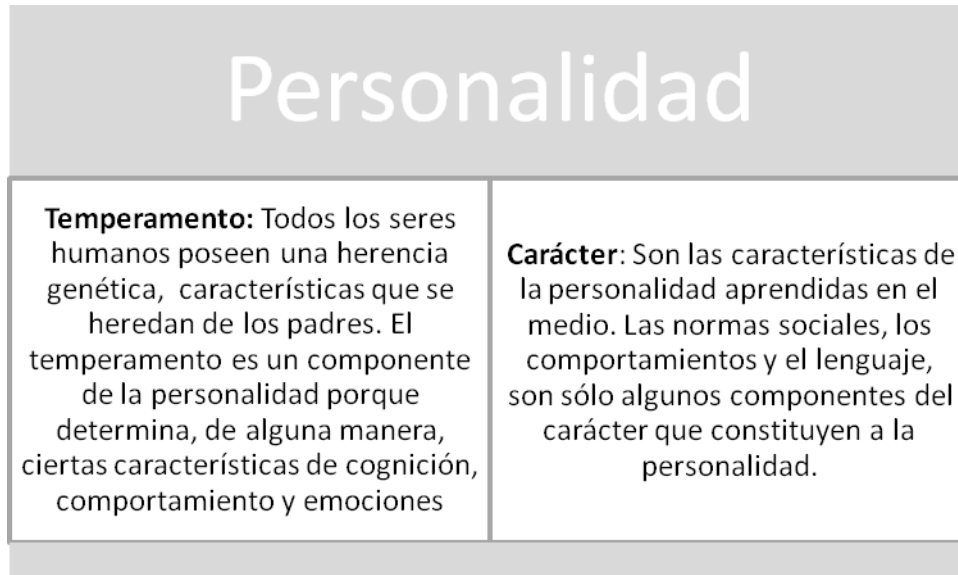 Personalidad
Temperamento: Todos los seres
humanos poseen una herencia
genética, características que se
heredan de los padres. El
temperamento es un componente
de la personalidad porque
determina, de alguna manera,
ciertas características de cognición,
comportamiento y emociones
Carácter: Son las características de
la personalidad aprendidas en el
medio. Las normas sociales, los
comportamientos y el lenguaje,
son sólo algunos componentes del
carácter que constituyen a la
personalidad.